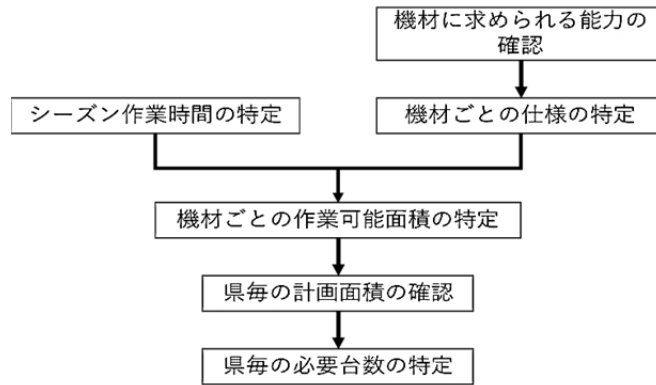 機材に求められる能力の
確認
シーズン作業時間の特定
機材ごとの仕様の特定
機材ごとの作業可能面積の特定
県毎の計画面積の確認
県毎の必要台数の特定